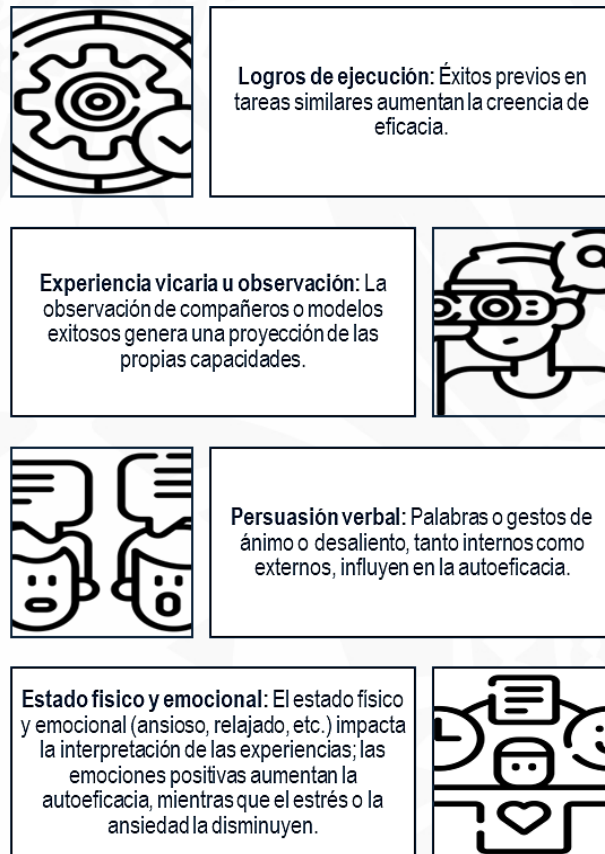 Logros de ejecución: Éxitos previos en
tareas similares aumentan la creencia de
eficacia.
Experiencia vicaria u observación: La
observación de compañeros o modelos
exitosos genera una proyección de las
propias capacidades.
Persuasión verbal: Palabras o gestos de
ánimo o desaliento, tanto internos como
externos, influyen en la autoeficacia.
Estado fisico y emocional: El estado físico
y emocional (ansioso, relajado, etc.) impacta
la interpretación de las experiencias; las
emociones positivas aumentan la
autoeficacia, mientras que el estrés o la
ansiedad la disminuyen.